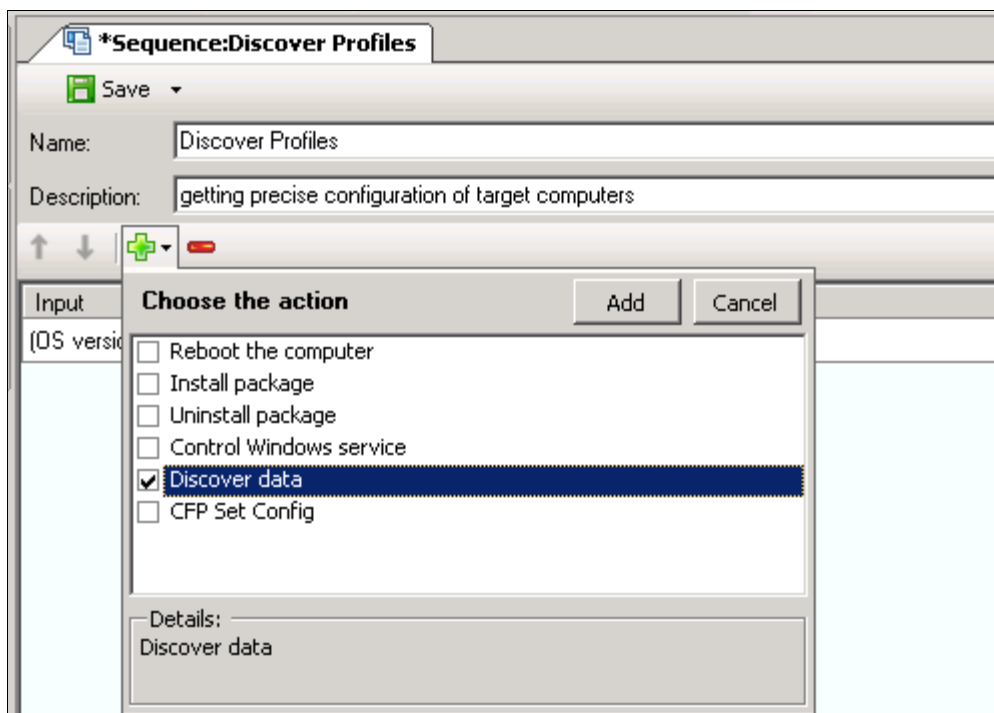 *Sequence:Discover Profiles
Save
Name: Discover Profiles
Description: getting precise configuration of target computers
Choose the action Add Cancel
Input
(OS versio
Reboot the computer
Install package
Uninstall package
Control Windows service
Discover data
CFP Set Config
Details:
Discover data